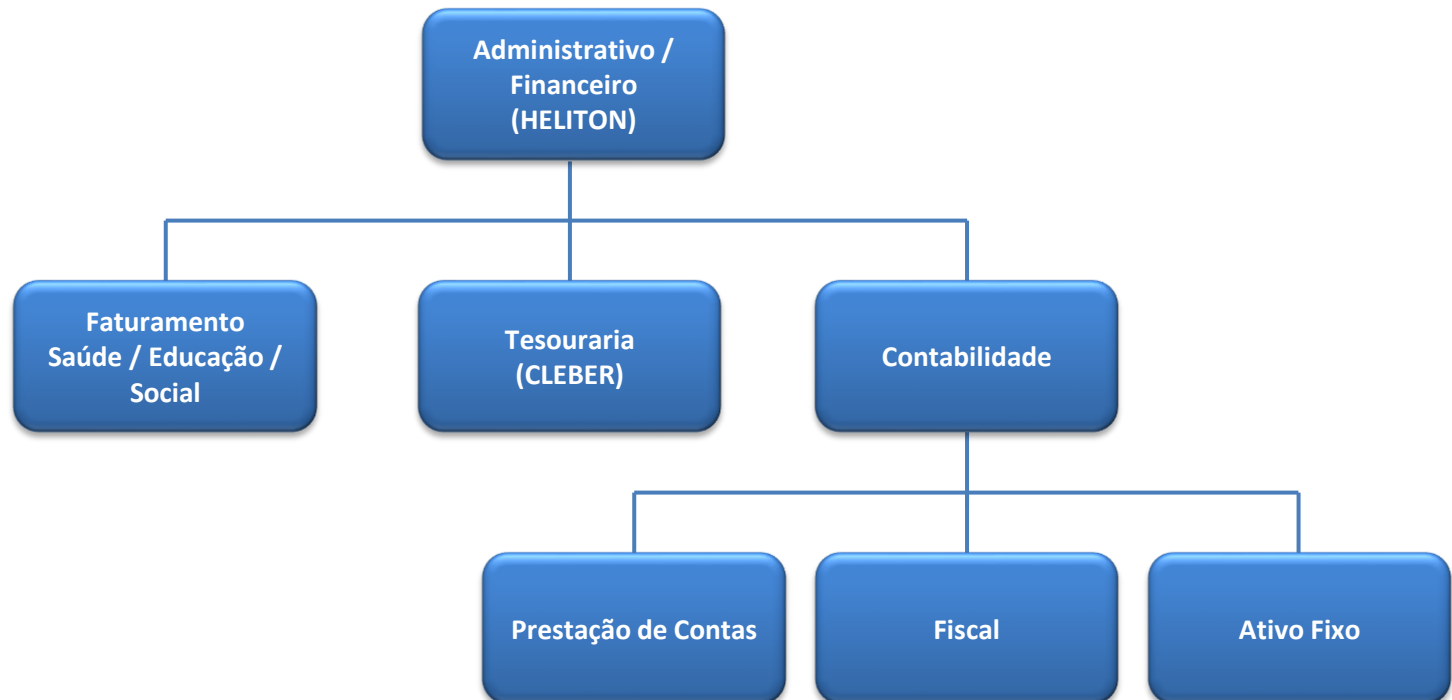 Administrativo /
Financeiro
(HELITON)
Faturamento
Saúde / Educação /
Social
Tesouraria
(CLEBER)
Contabilidade
Prestação de Contas
Fiscal
Ativo Fixo